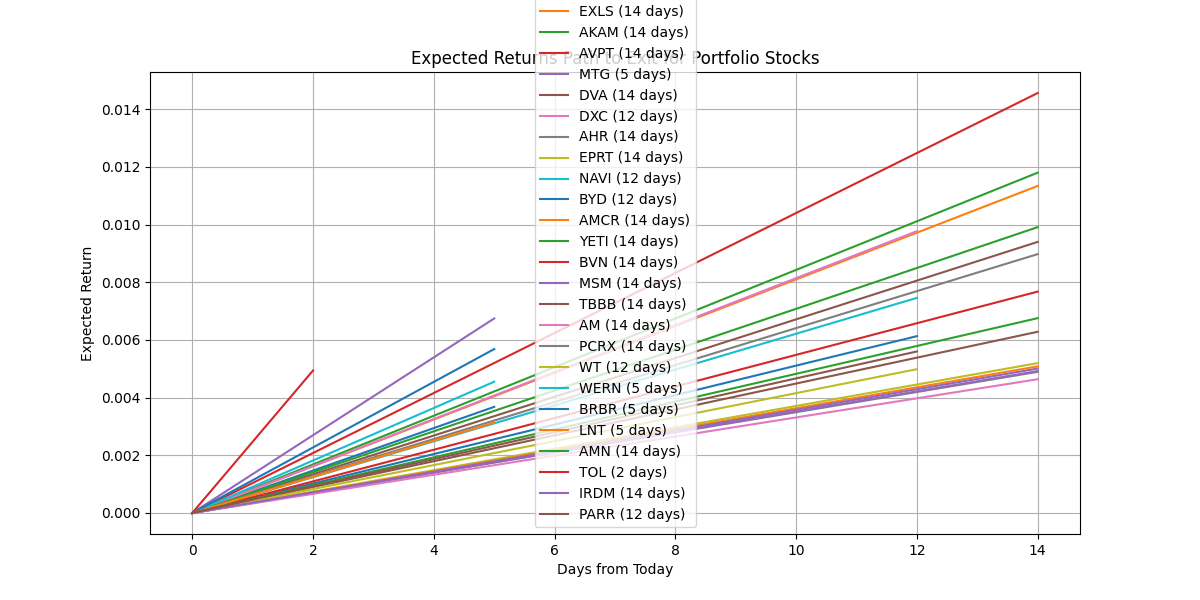 EXLS (14 days)
AKAM (14 days)
AVPT (14 days)
Expected Returns Path to Exit for Portfolio Stocks
MTG (5 days)
DVA (14 days)
DXC (12 days)
AHR (14 days)
EPRT (14 days)
NAVI (12 days)
BYD (12 days)
AMCR (14 days)
YETI (14 days)
BVN (14 days)
MSM (14 days)
TBBB (14 days)
AM (14 days)
PCRX (14 days)
WT (12 days)
WERN (5 days)
BRBR (5 days)
LNT (5 days)
AMN (14 days)
TOL (2 days)
IRDM (14 days)
PARR (12 days)
0.014
0.012
0.010
0.008
0.006
0.004
0.002
0.000
Expected Return
0 2 4 6 8 10 12 14
Days from Today